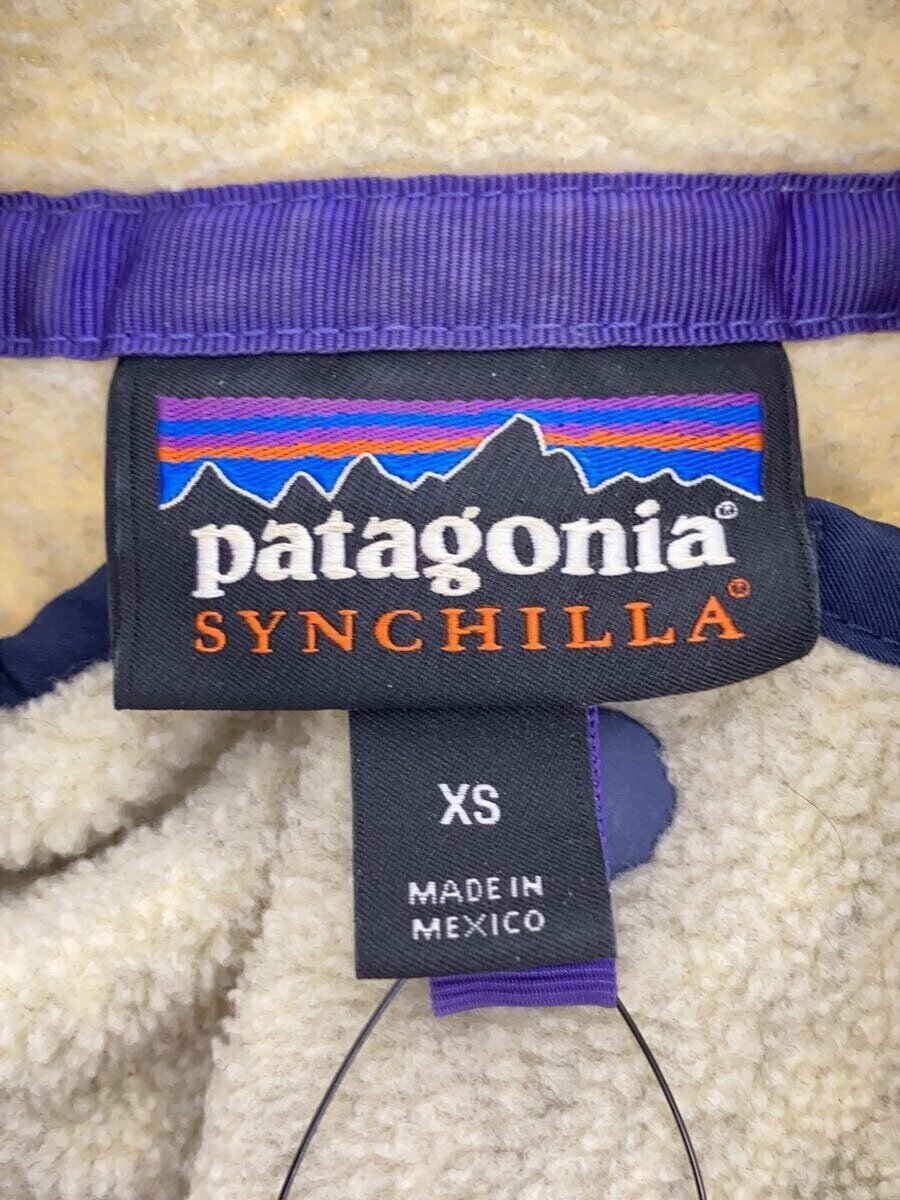 patagonia®
SYNCHILLA®
XS
MADE IN
MEXICO